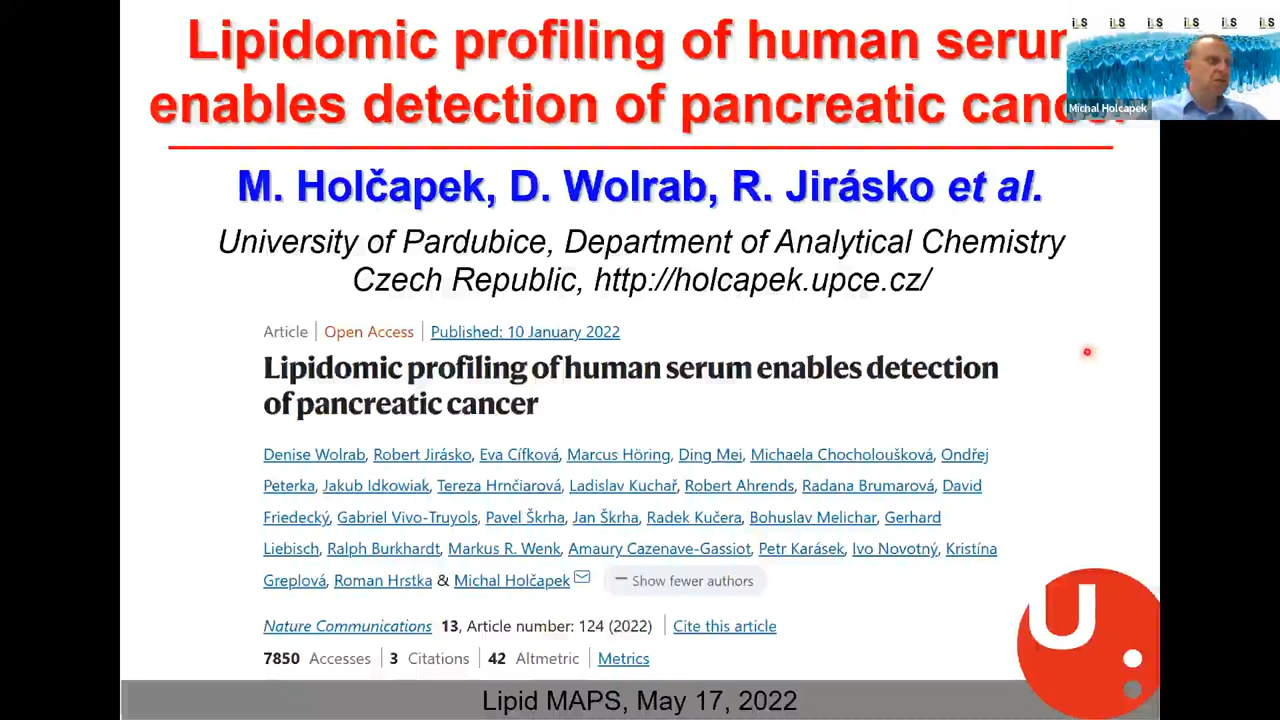 Lipidomic profiling of human serum
enables detection of pancreatic cancer
iLS iLS iLS iLS iLS iLS
Michal Holcapek
M. Holčapek, D. Wolrab, R. Jirásko et al.
University of Pardubice, Department of Analytical Chemistry
Czech Republic, http://holcapek.upce.cz/
Article | Open Access | Published: 10 January 2022
Lipidomic profiling of human serum enables detection
of pancreatic cancer
Denise Wolrab, Robert Jirásko, Eva Cífková, Marcus Höring, Ding Mei, Michaela Chocholoušková, Ondřej
Peterka, Jakub Idkowiak, Tereza Hrnčiarová, Ladislav Kuchař, Robert Ahrends, Radana Brumarová, David
Friedecký, Gabriel Vivo-Truyols, Pavel Škrha, Jan Škrha, Radek Kučera, Bohuslav Melichar, Gerhard
Liebisch, Ralph Burkhardt, Markus R. Wenk, Amaury Cazenave-Gassiot, Petr Karásek, Ivo Novotný, Kristína
Greplová, Roman Hrstka & Michal Holčapek — Show fewer authors
Nature Communications 13, Article number: 124 (2022) | Cite this article
7850 Accesses | 3 Citations | 42 Altmetric | Metrics
U
Lipid MAPS, May 17, 2022